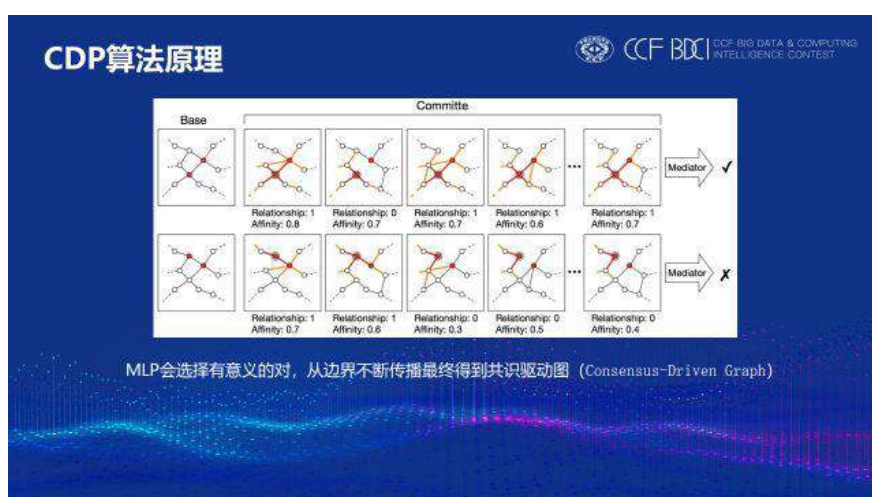 CDP算法原理
CCF BDCI
CCF BIG DATA & COMPUTING
INTELLIGENCE CONTEST
Committe
Base
Mediator
✓
Relationship: 1
Affinity: 0.8
Relationship: 0
Affinity: 0.7
Relationship: 1
Affinity: 0.7
Relationship: 1
Affinity: 0.6
Relationship: 1
Affinity: 0.7
Mediator
✗
Relationship: 1
Affinity: 0.7
Relationship: 1
Affinity: 0.6
Relationship: 0
Affinity: 0.3
Relationship: 0
Affinity: 0.5
Relationship: 0
Affinity: 0.4
MLP会选择有意义的对，从边界不断传播最终得到共识驱动图（Consensus-Driven Graph）